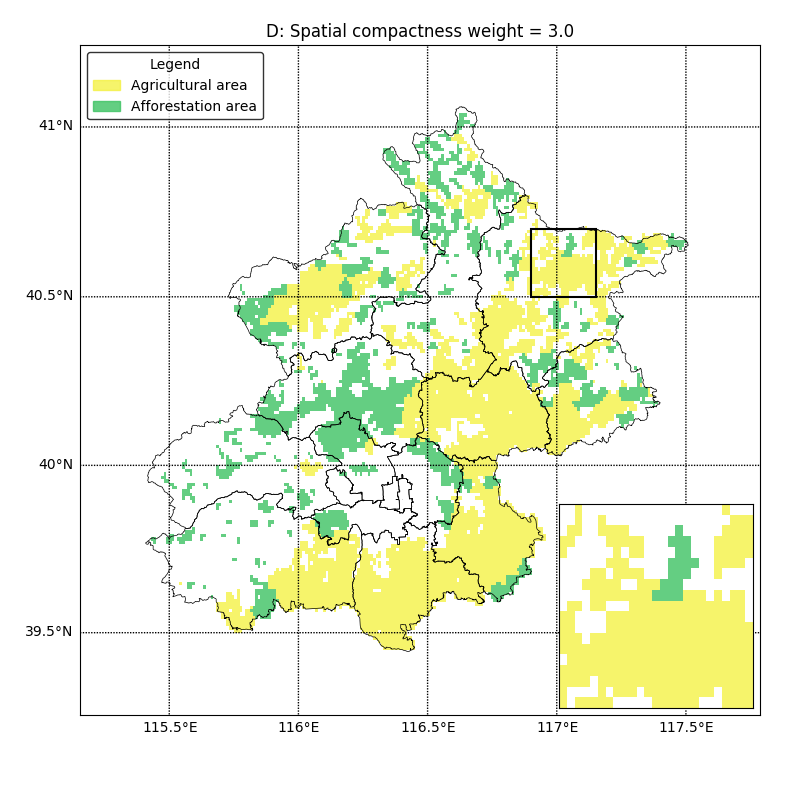 D: Spatial compactness weight = 3.0
Legend
Agricultural area
Afforestation area
41°N
40.5°N
40°N
39.5°N
115.5°E 116°E 116.5°E 117°E 117.5°E